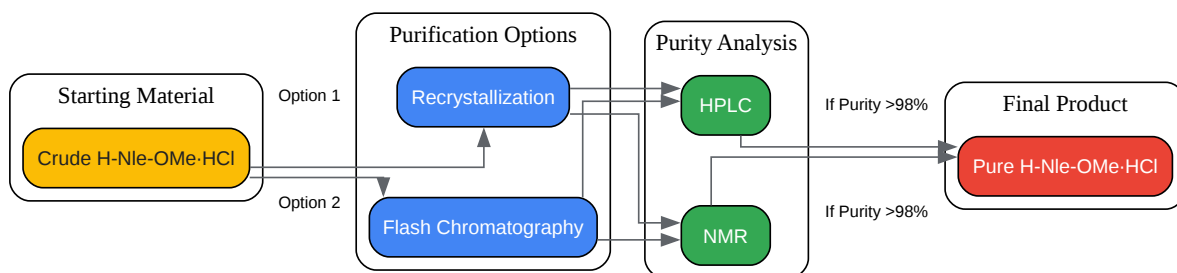 Starting Material
Crude H-Nle-OMe·HCl
Option 1
Option 2
Purification Options
Recrystallization
Flash Chromatography
Purity Analysis
HPLC
NMR
If Purity >98%
If Purity >98%
Final Product
Pure H-Nle-OMe·HCl